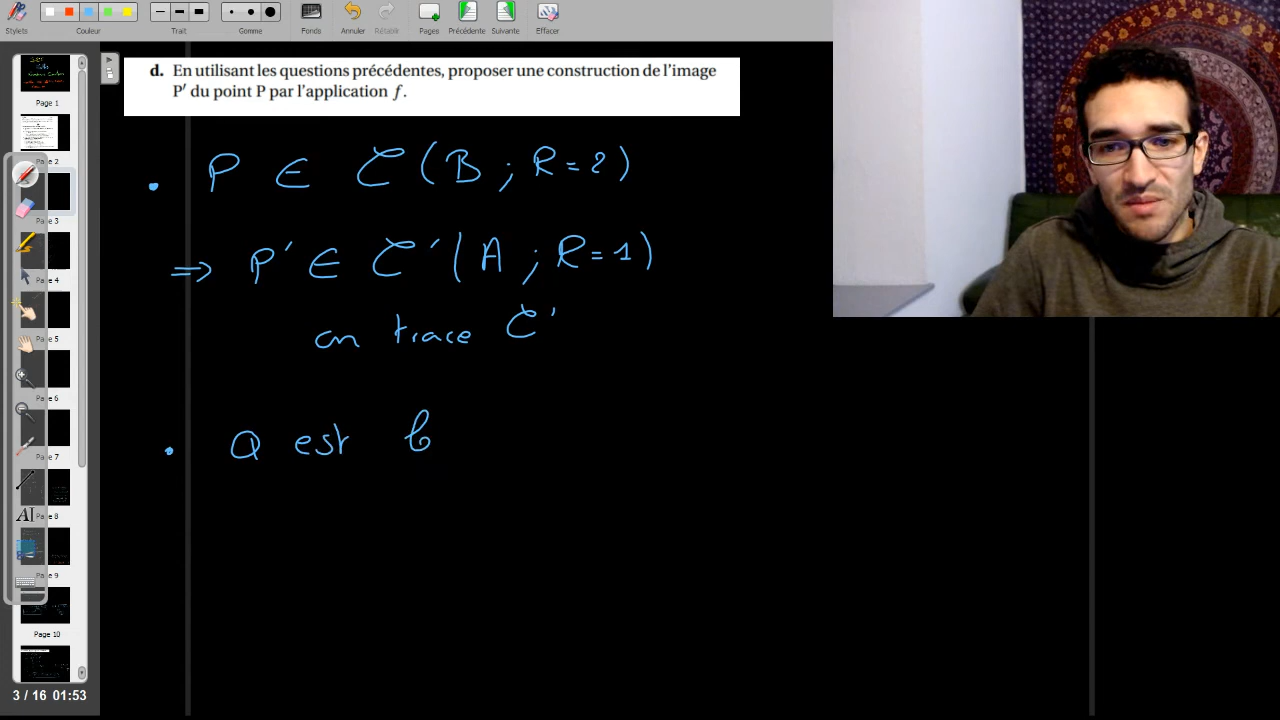 Stylets Couleur Trait Gomme Fonds Annuler Rétablir Pages Précédente Suivante Effacer
d. En utilisant les questions précédentes, proposer une construction de l'image
P′ du point P par l'application f.
Page 1
Page 2
Page 3
Page 4
Page 5
Page 6
Page 7
Page 8
Page 9
Page 10
AI
3 / 16 01:53
• P ∈ C(B ; R = 2)
⇒ P' ∈ C'(A ; R = 1)
on trace C'
• Q est b